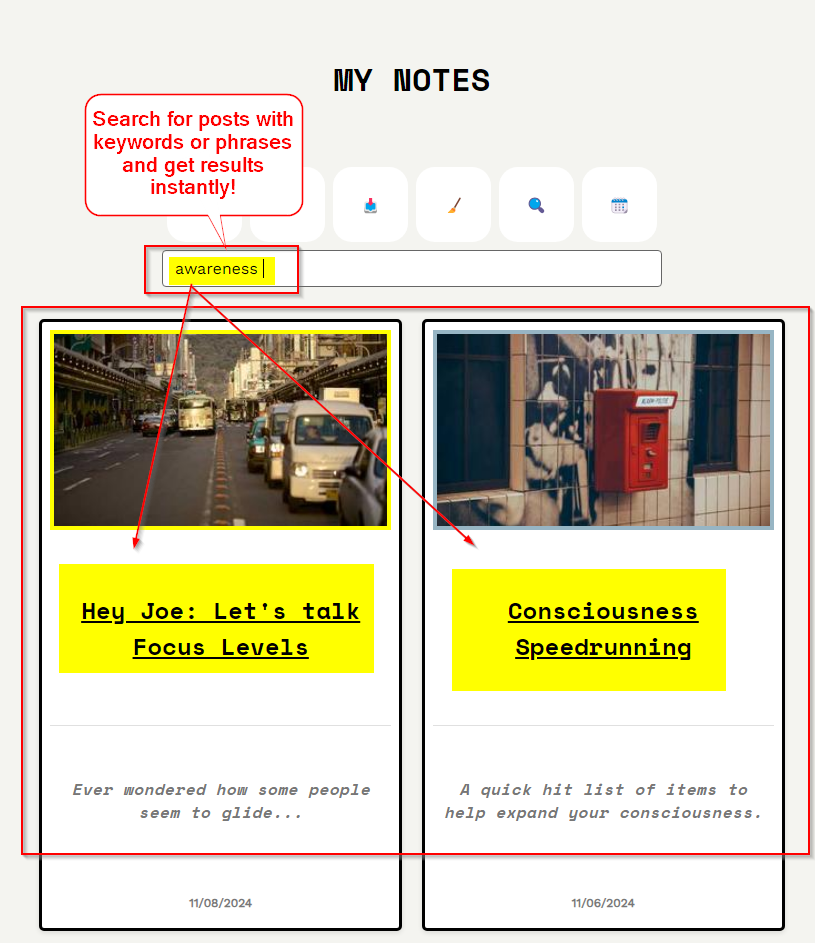 MY NOTES
Search for posts with
keywords or phrases
and get results
instantly!
awareness
Hey Joe: Let's talk
Focus Levels
Consciousness
Speedrunning
Ever wondered how some people
seem to glide...
A quick hit list of items to
help expand your consciousness.
11/08/2024
11/06/2024